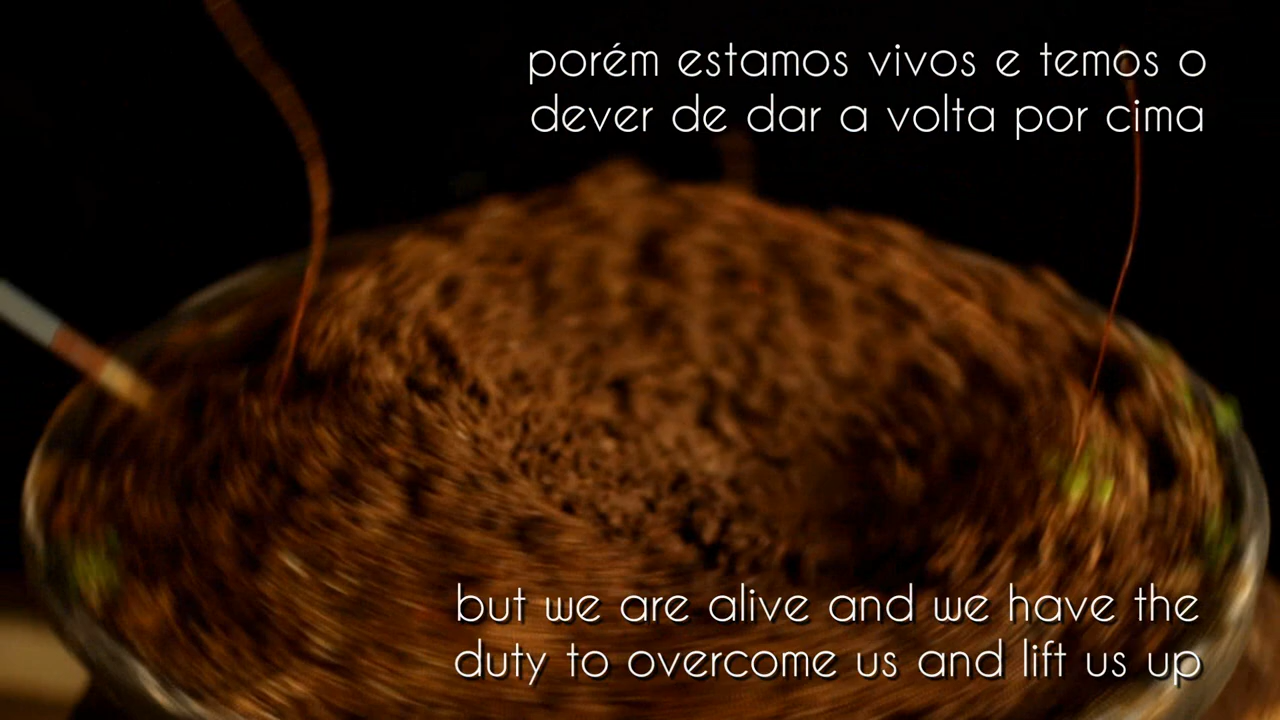 porém estamos vivos e temos o
dever de dar a volta por cima
but we are alive and we have the
duty to overcome us and lift us up